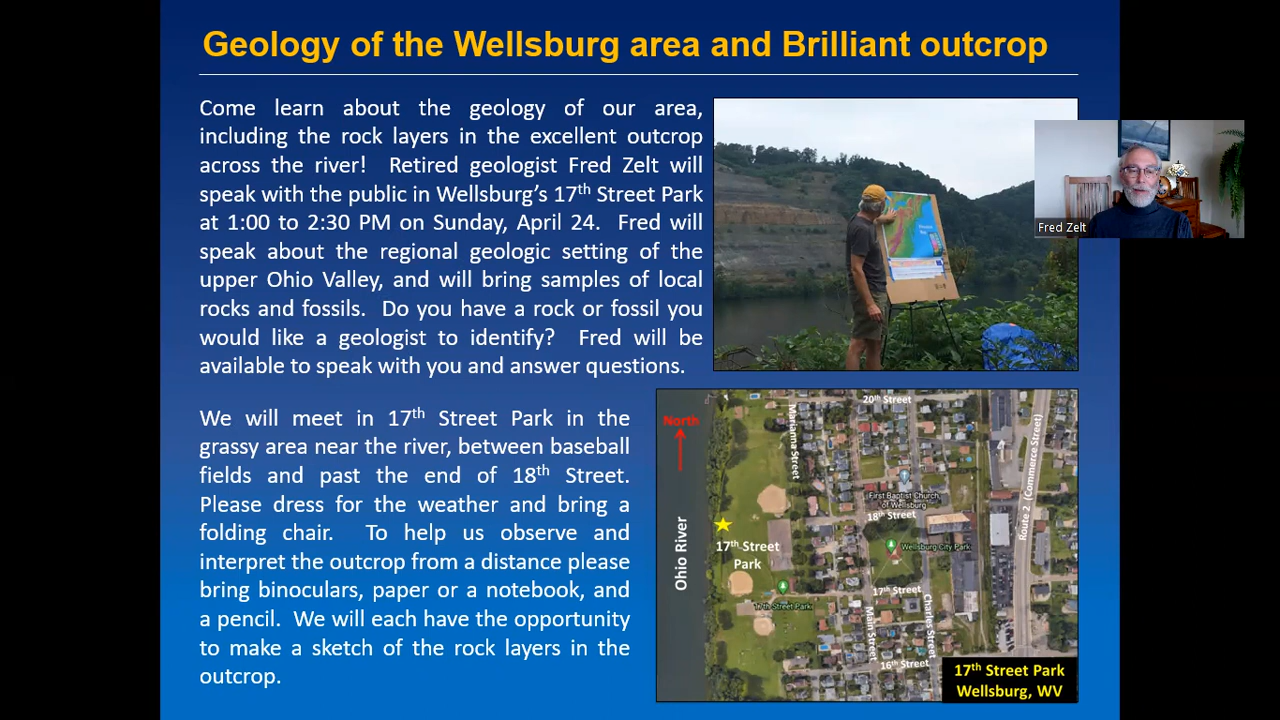 Geology of the Wellsburg area and Brilliant outcrop
Come learn about the geology of our area,
including the rock layers in the excellent outcrop
across the river! Retired geologist Fred Zelt will
speak with the public in Wellsburg's 17th Street Park
at 1:00 to 2:30 PM on Sunday, April 24. Fred will
speak about the regional geologic setting of the
upper Ohio Valley, and will bring samples of local
rocks and fossils. Do you have a rock or fossil you
would like a geologist to identify? Fred will be
available to speak with you and answer questions.
Fred Zelt
We will meet in 17th Street Park in the
grassy area near the river, between baseball
fields and past the end of 18th Street.
Please dress for the weather and bring a
folding chair. To help us observe and
interpret the outcrop from a distance please
bring binoculars, paper or a notebook, and
a pencil. We will each have the opportunity
to make a sketch of the rock layers in the
outcrop.
North
Ohio River
Marianna Street
20th Street
Route 2 (Commerce Street)
First Baptist Church
of Wellsburg
18th Street
17th Street
Park
Wellsburg City Park
17th Street Park
17th Street
Main Street
Charles Street
16th Street
17th Street Park
Wellsburg, WV